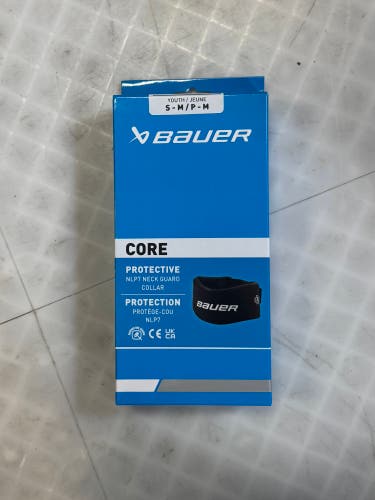 YOUTH / JEUNE
S - M / P - M
BAUER
CORE
PROTECTIVE
NLP7 NECK GUARD
COLLAR
PROTECTION
PROTÈGE-COU
NLP7
BAUER
CE UK
CA